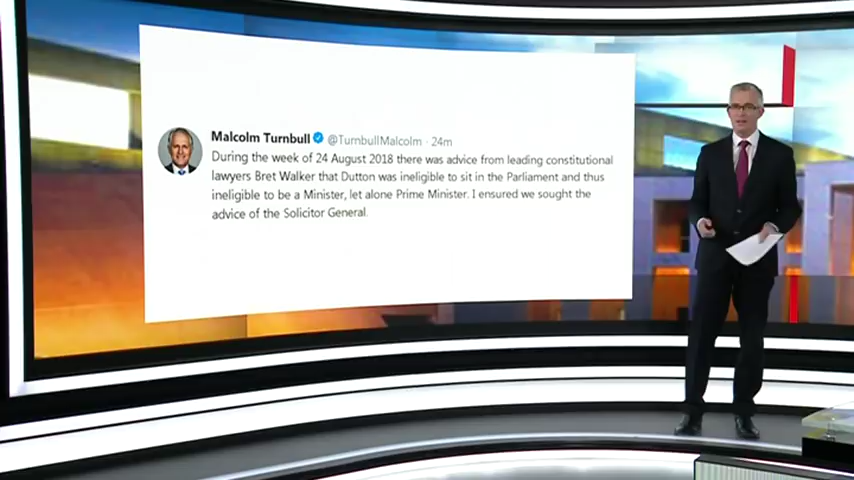 Malcolm Turnbull @TurnbullMalcolm · 24m
During the week of 24 August 2018 there was advice from leading constitutional
lawyers Bret Walker that Dutton was ineligible to sit in the Parliament and thus
ineligible to be a Minister, let alone Prime Minister. I ensured we sought the
advice of the Solicitor General.